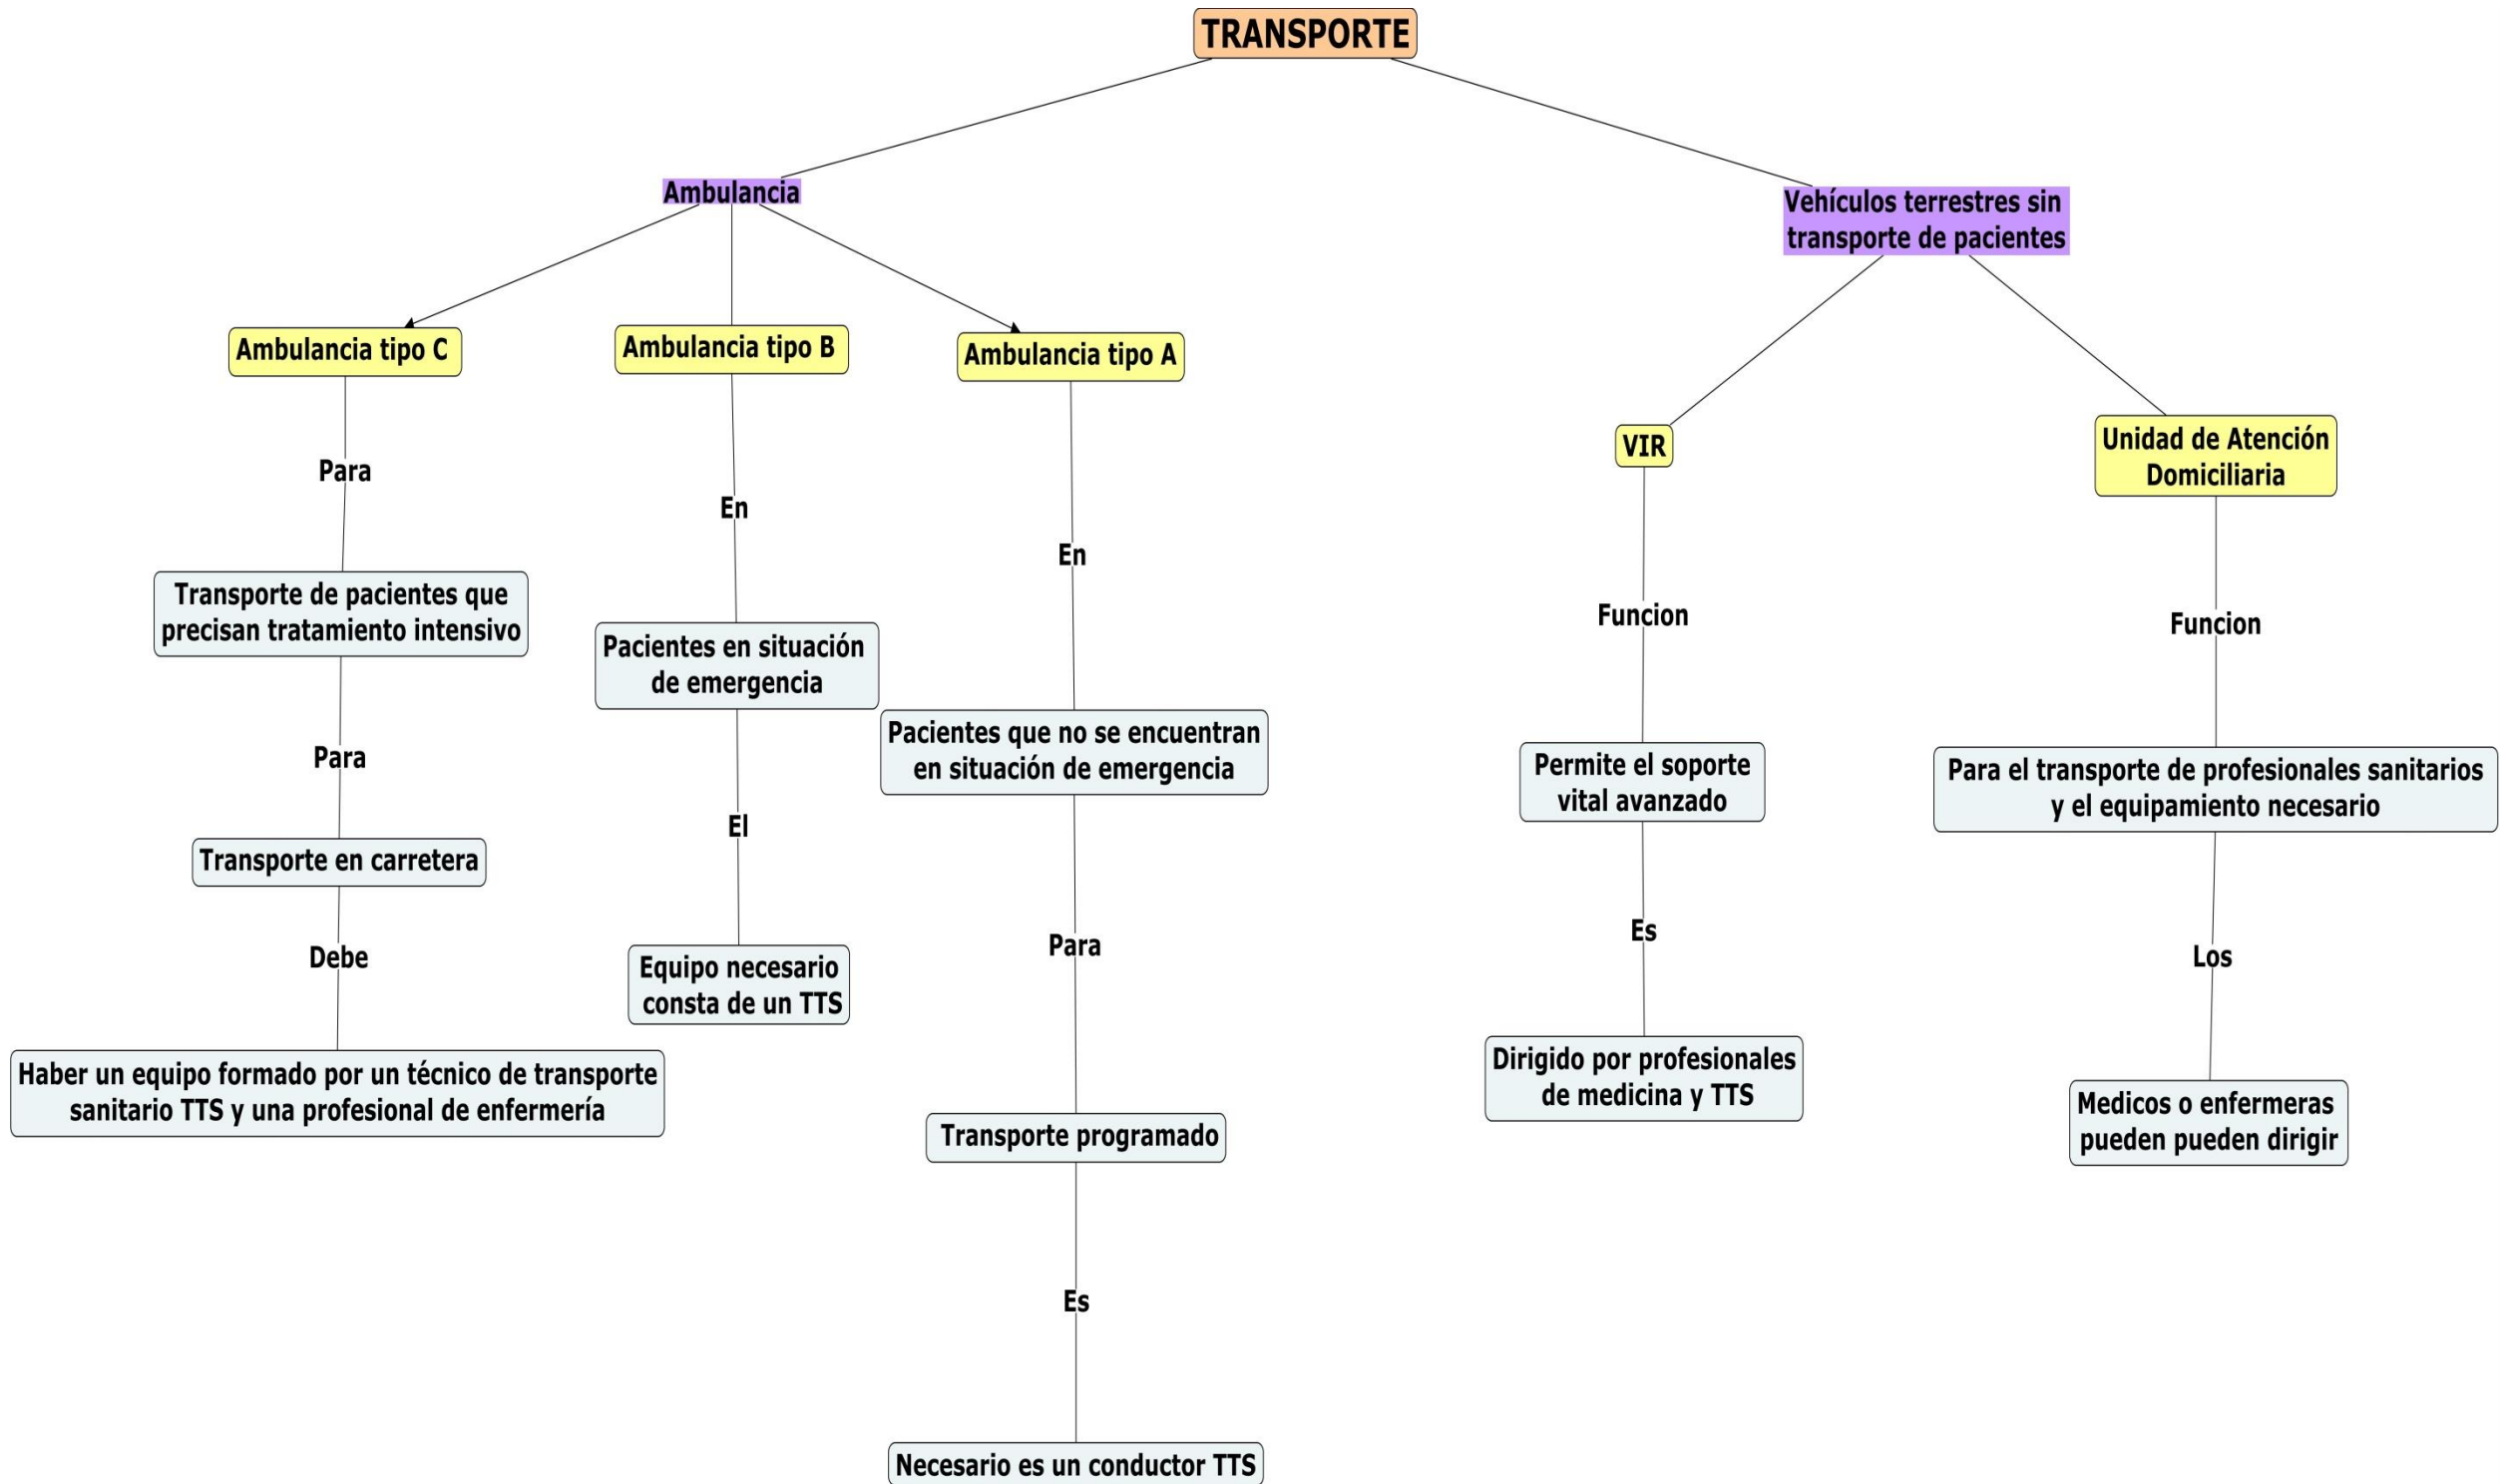 TRANSPORTE
Ambulancia
Vehículos terrestres sin
transporte de pacientes
Ambulancia tipo C
Ambulancia tipo B
Ambulancia tipo A
VIR
Unidad de Atención
Domiciliaria
Para
En
En
Funcion
Funcion
Transporte de pacientes que
precisan tratamiento intensivo
Pacientes en situación
de emergencia
Pacientes que no se encuentran
en situación de emergencia
Permite el soporte
vital avanzado
Para el transporte de profesionales sanitarios
y el equipamiento necesario
Para
El
Para
Es
Los
Transporte en carretera
Debe
Equipo necesario
consta de un TTS
Haber un equipo formado por un técnico de transporte
sanitario TTS y una profesional de enfermería
Dirigido por profesionales
de medicina y TTS
Medicos o enfermeras
pueden pueden dirigir
Transporte programado
Es
Necesario es un conductor TTS